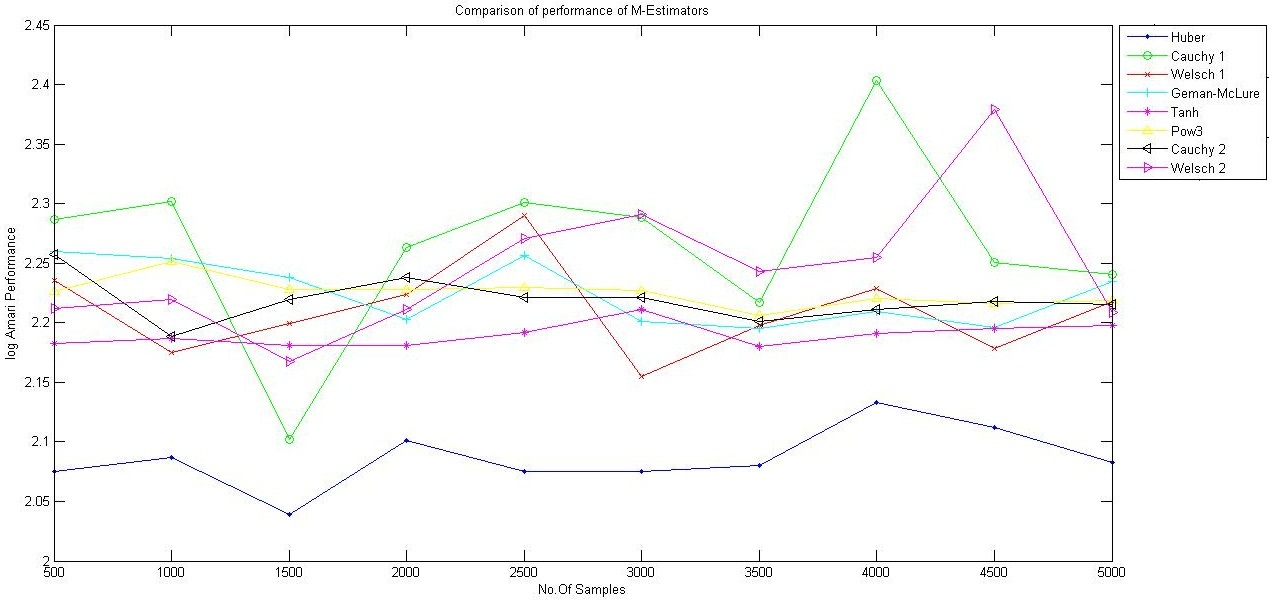 Comparison of performance of M-Estimators
2.45
2.4
2.35
2.3
2.25
2.2
2.15
2.1
2.05
2
log Amari Performance
500
1000
1500
2000
2500
3000
3500
4000
4500
5000
No.Of Samples
Huber
Cauchy 1
Welsch 1
Geman-McLure
Tanh
Pow3
Cauchy 2
Welsch 2